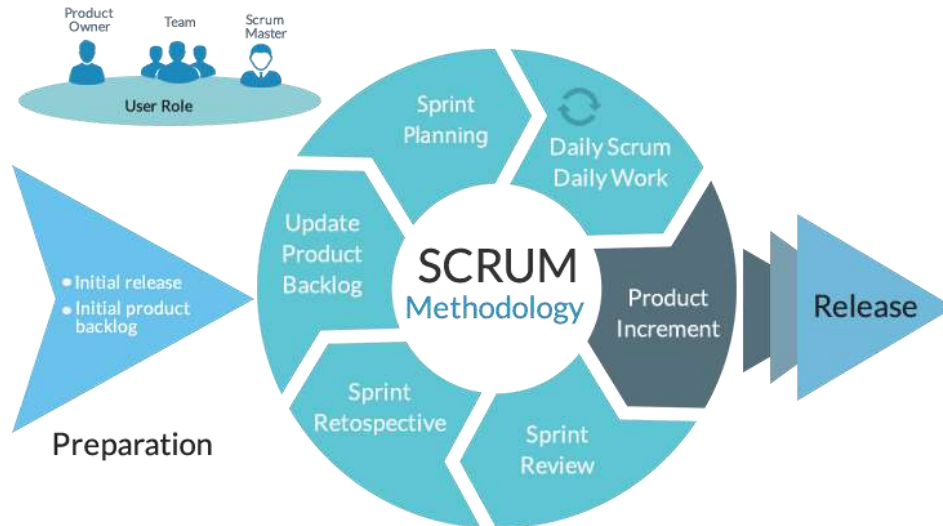 Product
Owner
Team
Scrum
Master
User Role
Sprint
Planning
Daily Scrum
Daily Work
Update
Product
Backlog
SCRUM
Methodology
• Initial release
• Initial product
backlog
Product
Increment
Release
Sprint
Retospective
Sprint
Review
Preparation